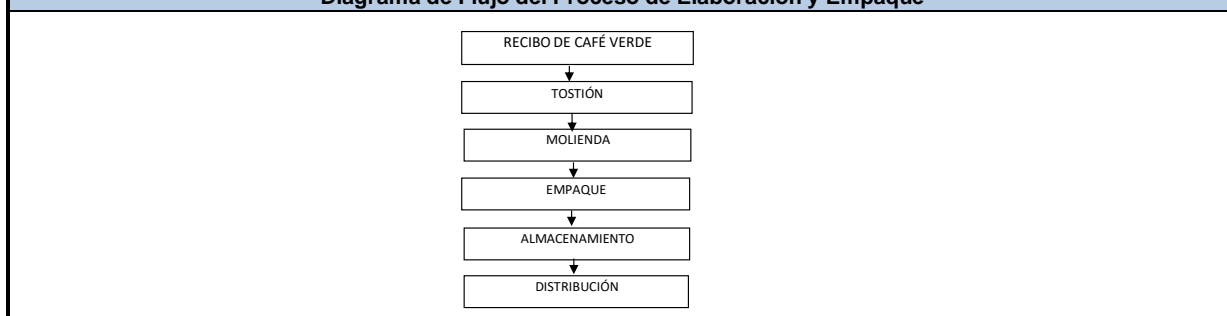 Diagrama de Flujo del Proceso de Elaboración y Empaque
RECIBO DE CAFÉ VERDE
TOSTIÓN
MOLIENDA
EMPAQUE
ALMACENAMIENTO
DISTRIBUCIÓN